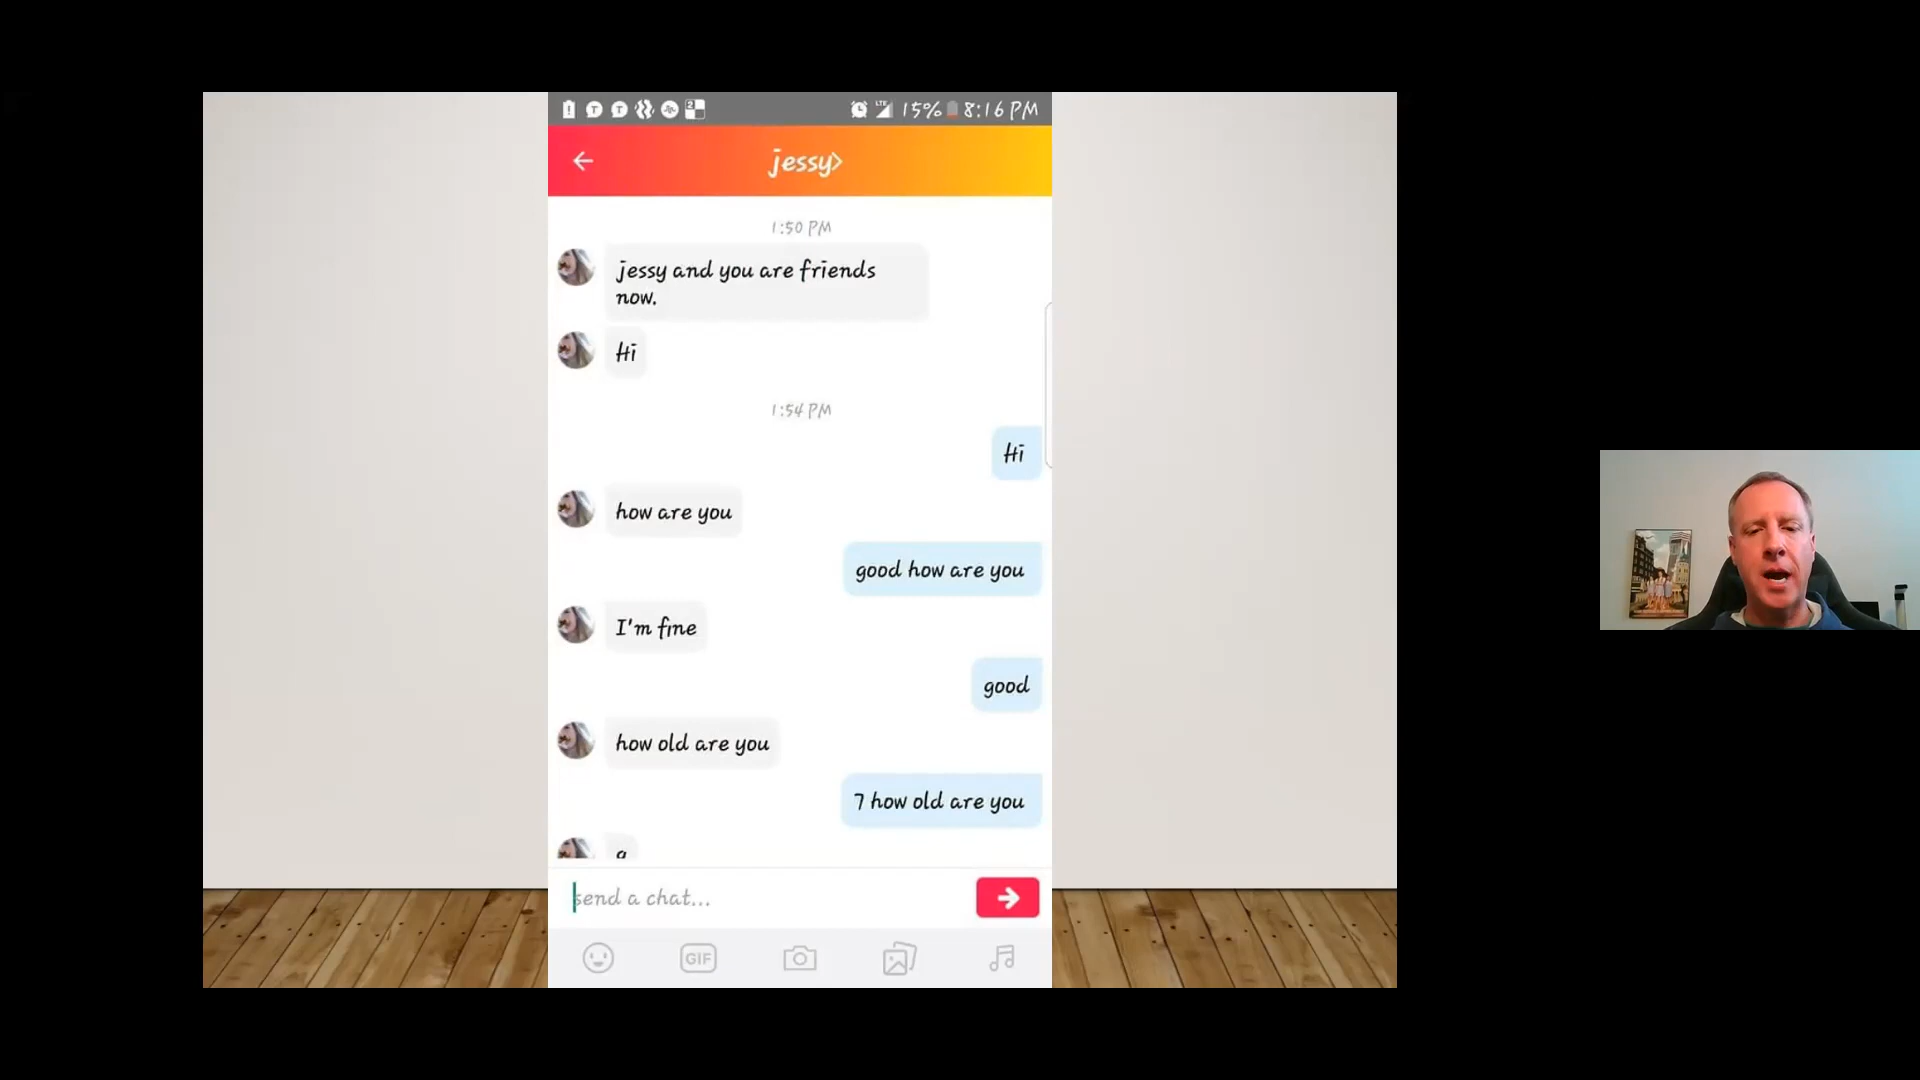 15% 8:16 PM
jessy>
1:50 PM
jessy and you are friends
now.
Hi
1:54 PM
Hi
how are you
good how are you
I'm fine
good
how old are you
7 how old are you
send a chat...
GIF